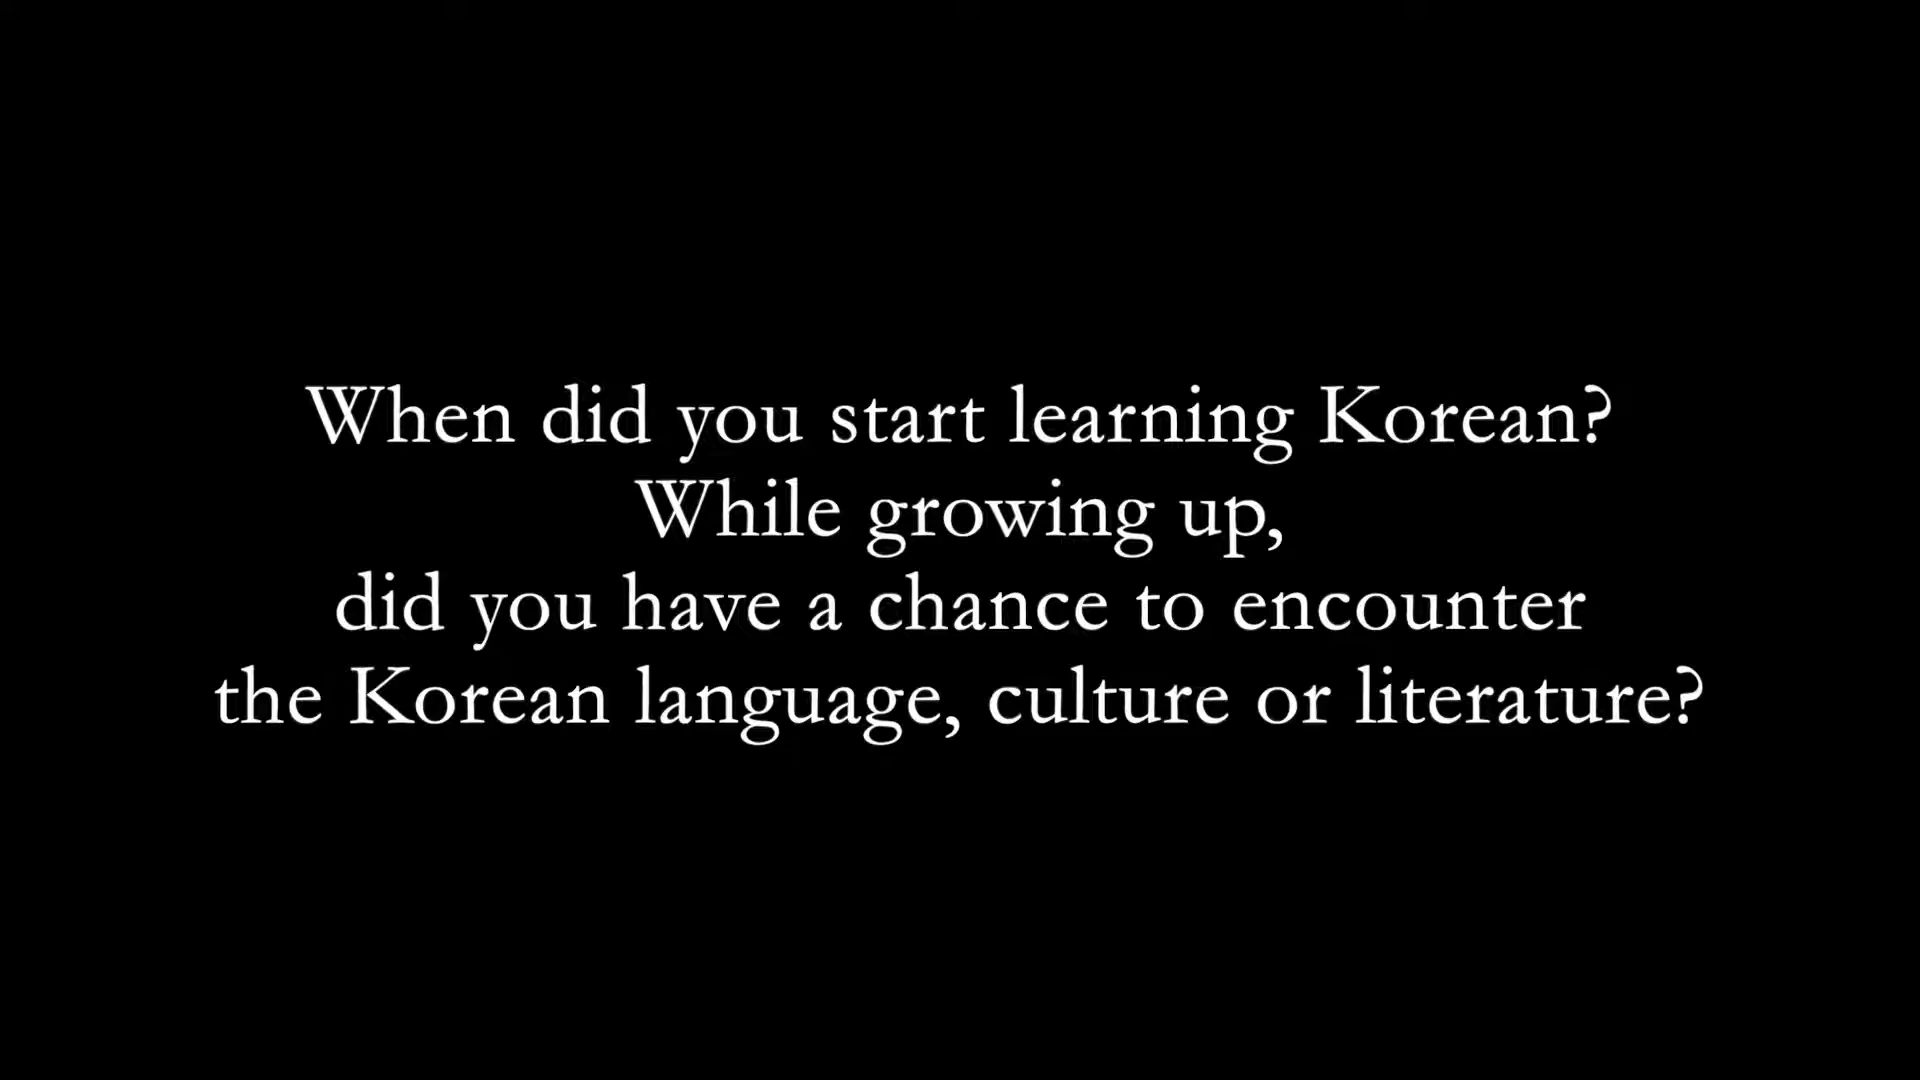 When did you start learning Korean?
While growing up,
did you have a chance to encounter
the Korean language, culture or literature?